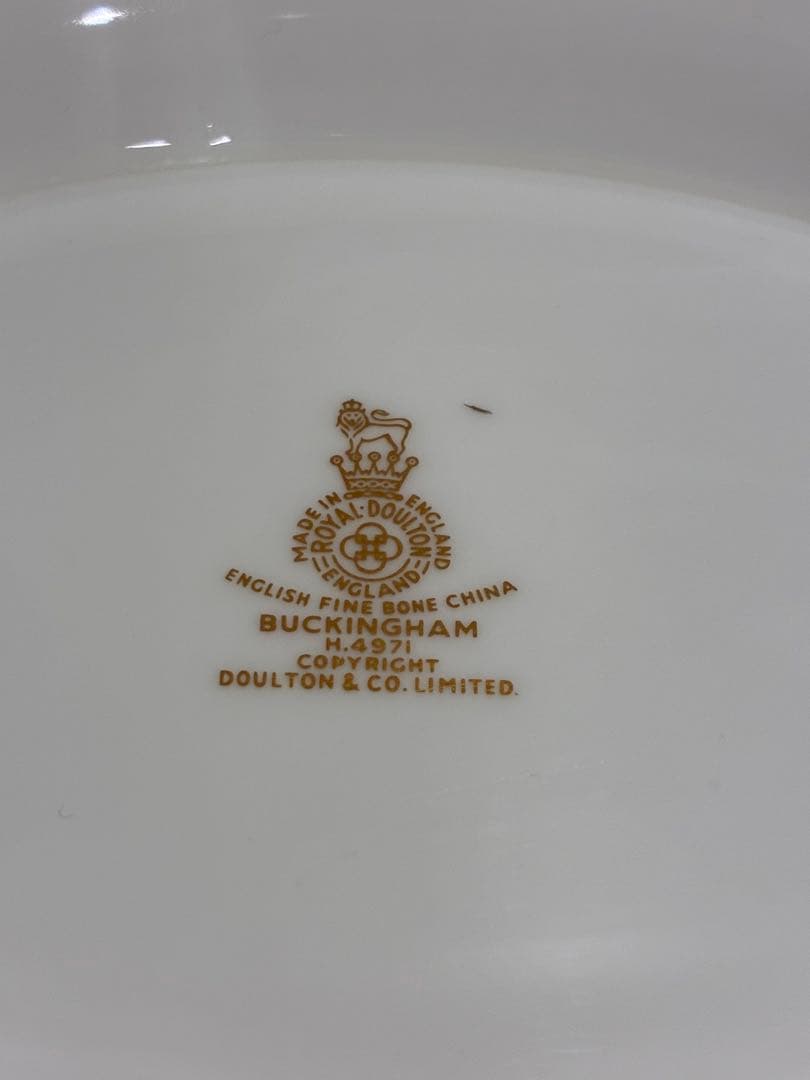 MADE IN ENGLAND
ROYAL·DOULTON
ENGLAND
ENGLISH FINE BONE CHINA
BUCKINGHAM
H.4971
COPYRIGHT
DOULTON & CO. LIMITED.